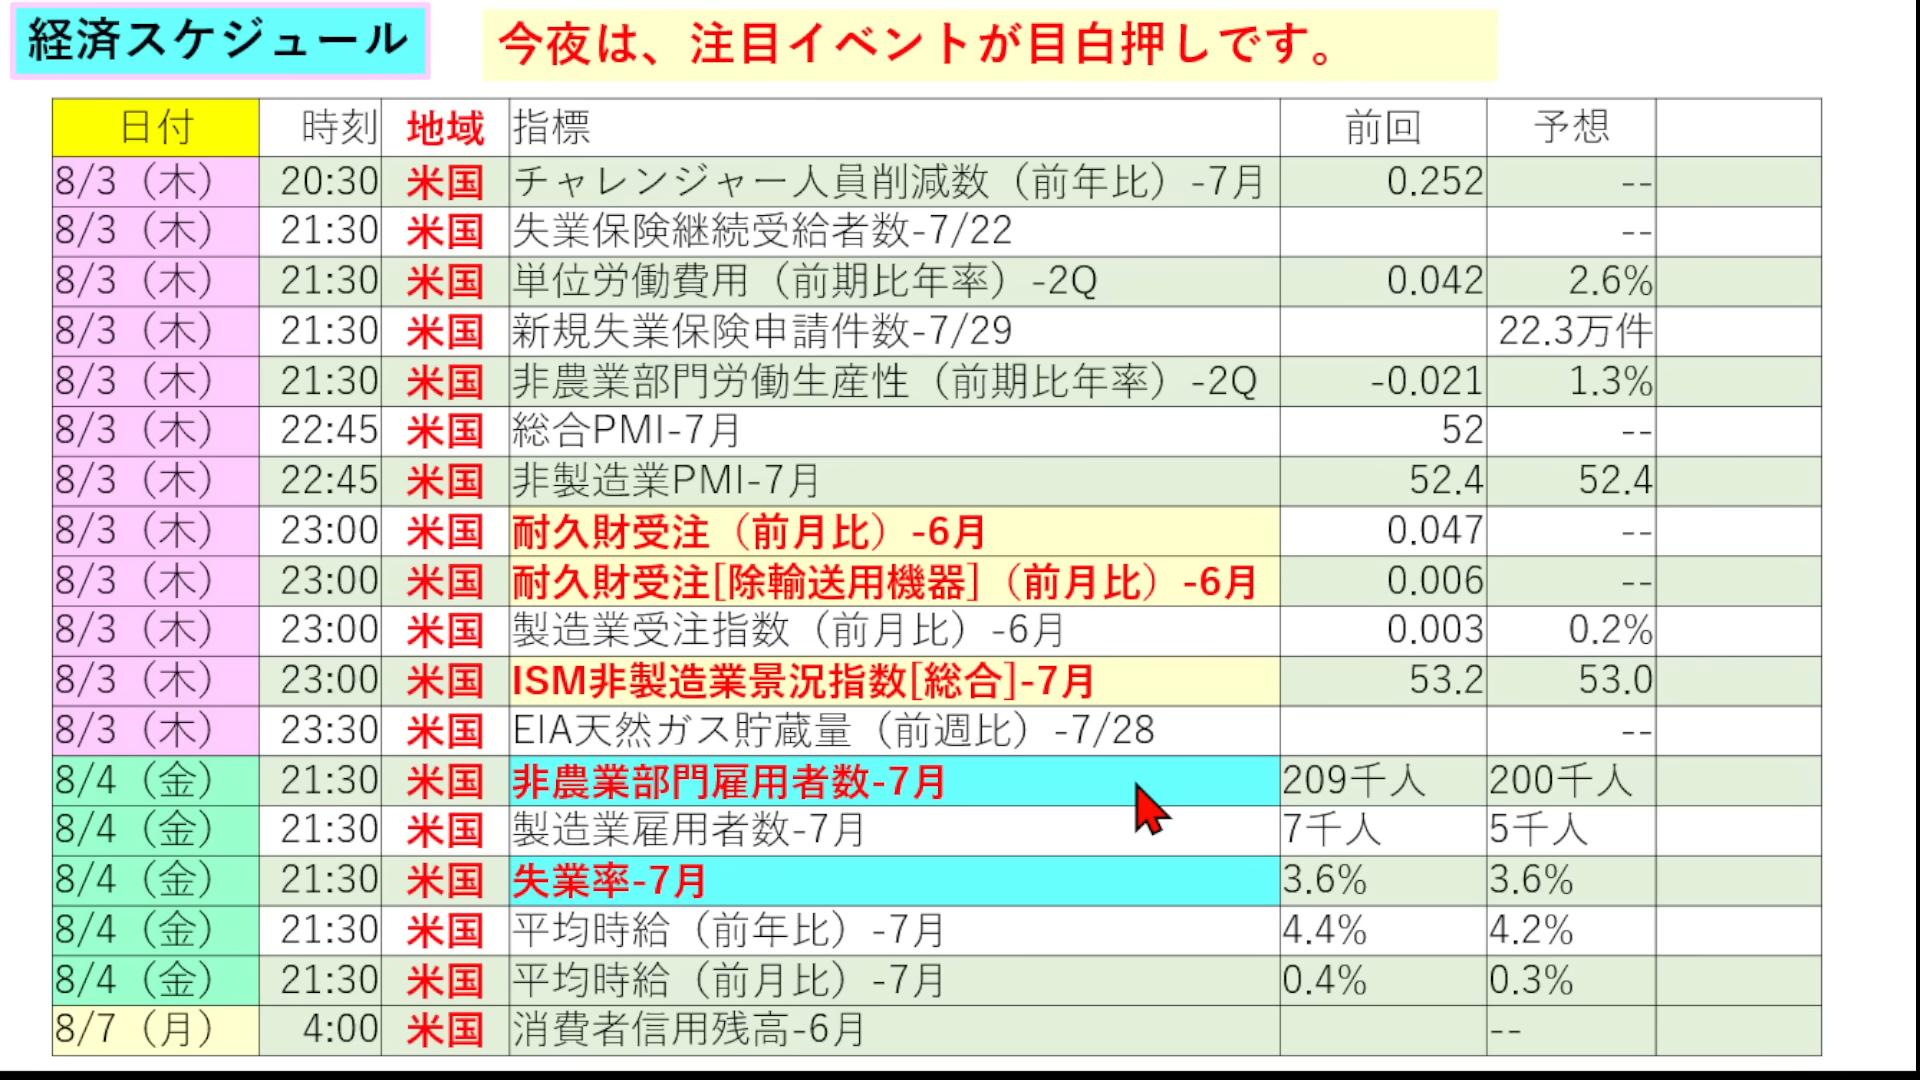 経済スケジュール
今夜は、注目イベントが目白押しです。
日付 時刻 地域 指標 前回 予想
8/3（木） 20:30 米国 チャレンジャー人員削減数（前年比）-7月 0.252 --
8/3（木） 21:30 米国 失業保険継続受給者数-7/22 --
8/3（木） 21:30 米国 単位労働費用（前期比年率）-2Q 0.042 2.6%
8/3（木） 21:30 米国 新規失業保険申請件数-7/29 22.3万件
8/3（木） 21:30 米国 非農業部門労働生産性（前期比年率）-2Q -0.021 1.3%
8/3（木） 22:45 米国 総合PMI-7月 52 --
8/3（木） 22:45 米国 非製造業PMI-7月 52.4 52.4
8/3（木） 23:00 米国 耐久財受注（前月比）-6月 0.047 --
8/3（木） 23:00 米国 耐久財受注[除輸送用機器]（前月比）-6月 0.006 --
8/3（木） 23:00 米国 製造業受注指数（前月比）-6月 0.003 0.2%
8/3（木） 23:00 米国 ISM非製造業景況指数[総合]-7月 53.2 53.0
8/3（木） 23:30 米国 EIA天然ガス貯蔵量（前週比）-7/28 --
8/4（金） 21:30 米国 非農業部門雇用者数-7月 209千人 200千人
8/4（金） 21:30 米国 製造業雇用者数-7月 7千人 5千人
8/4（金） 21:30 米国 失業率-7月 3.6% 3.6%
8/4（金） 21:30 米国 平均時給（前年比）-7月 4.4% 4.2%
8/4（金） 21:30 米国 平均時給（前月比）-7月 0.4% 0.3%
8/7（月） 4:00 米国 消費者信用残高-6月 --